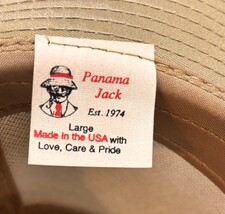 Panama
Jack
Est. 1974
Large
Made in the USA with
Love, Care & Pride